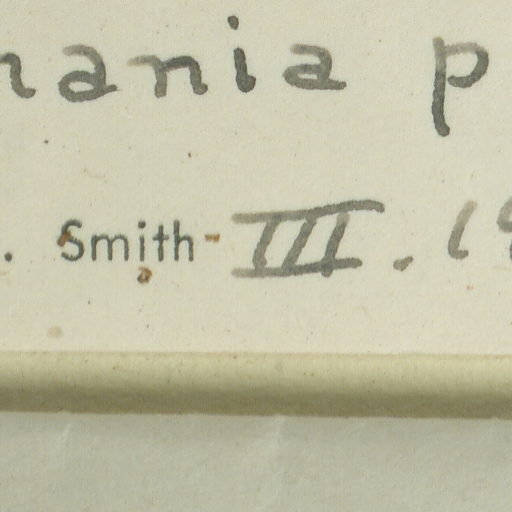 nania p
. Smith- III. 19